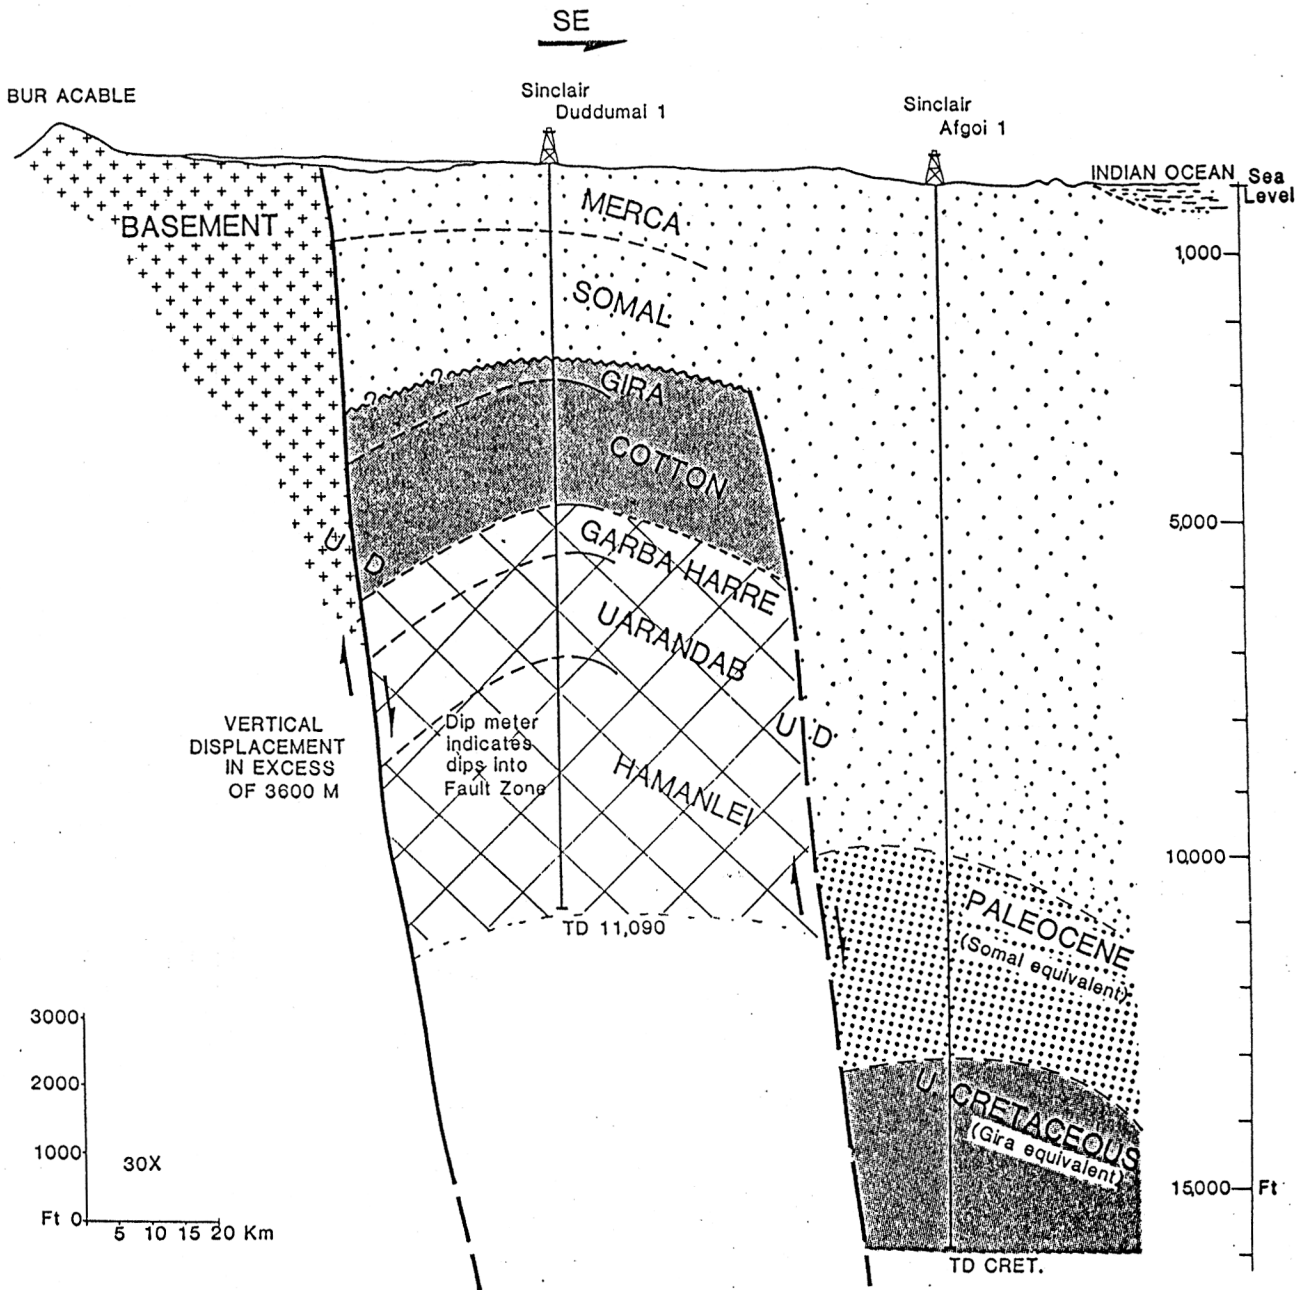 SE
BUR ACABLE
Sinclair
Duddumai 1
Sinclair
Afgoi 1
INDIAN OCEAN
Sea
Level
BASEMENT
MERCA
1,000
SOMAL
? ?
GIRA
COTTON
5,000
U D
GARBA HARRE
UARANDAB
U D
VERTICAL
DISPLACEMENT
IN EXCESS
OF 3600 M
Dip meter
indicates
dips into
Fault Zone
HAMANLEI
10,000
TD 11,090
PALEOCENE
(Somal equivalent)
3000
2000
1000
Ft 0
30X
5 10 15 20 Km
U. CRETACEOUS
(Gira equivalent)
15,000 Ft
TD CRET.